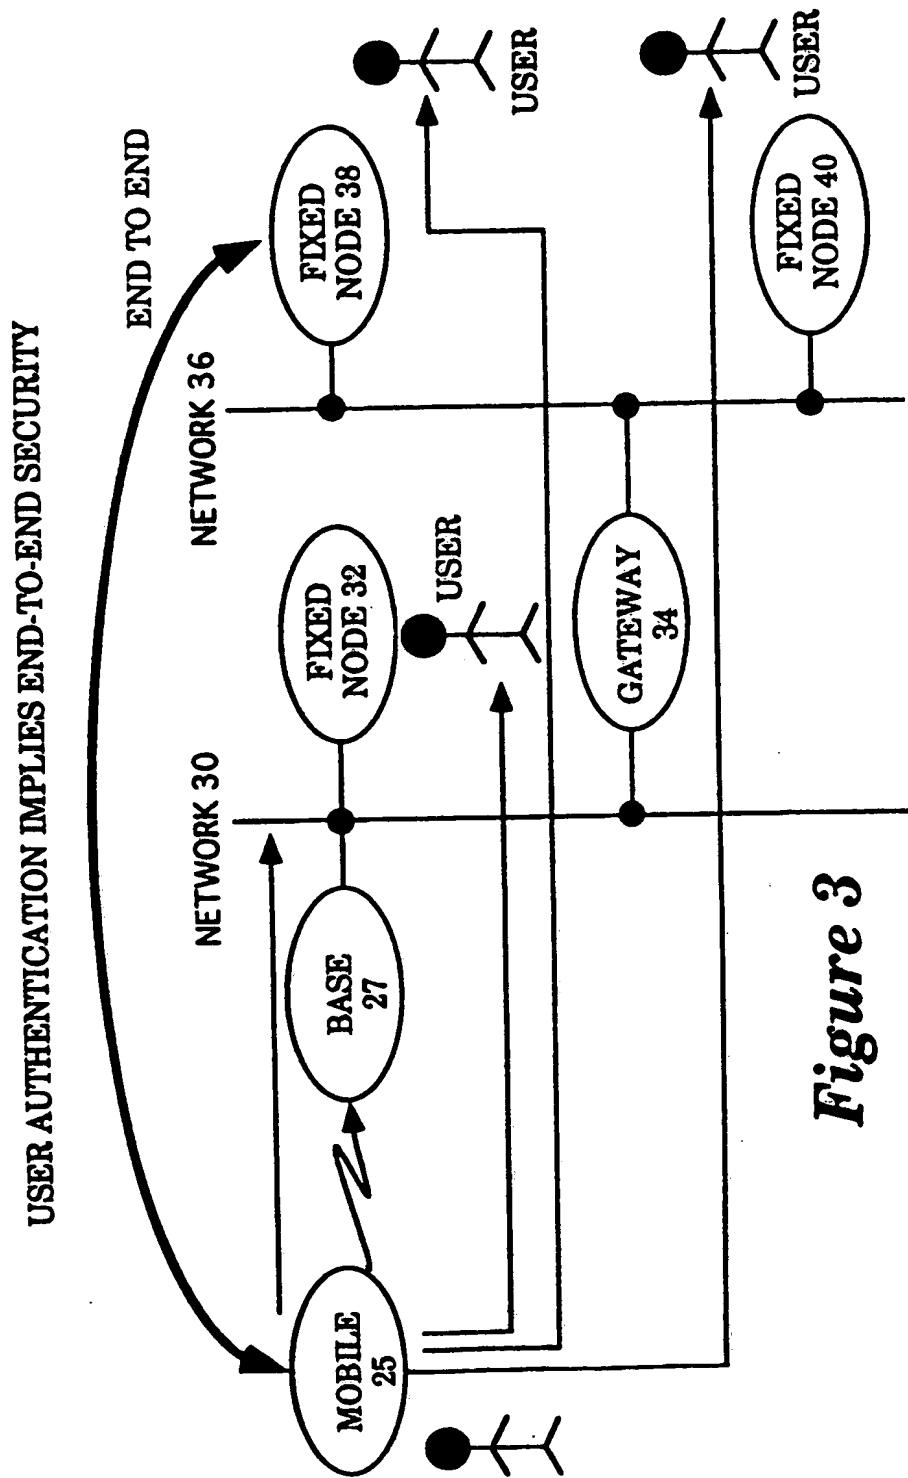 USER AUTHENTICATION IMPLIES END-TO-END SECURITY
END TO END
NETWORK 30
NETWORK 36
MOBILE
25
BASE
27
FIXED
NODE 32
FIXED
NODE 38
USER
USER
GATEWAY
34
FIXED
NODE 40
USER
Figure 3